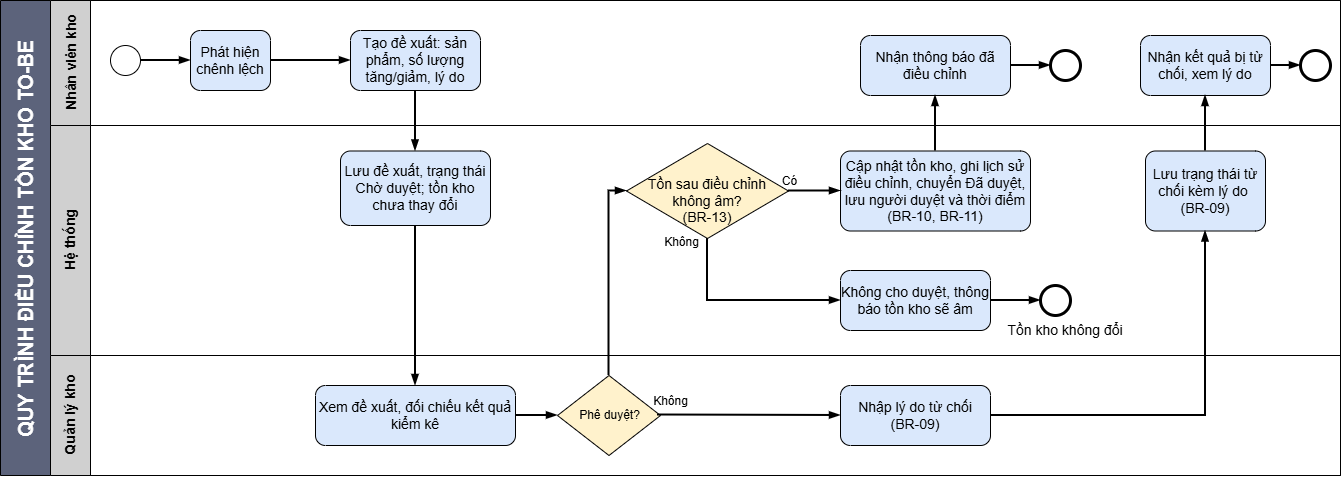 QUY TRÌNH ĐIỀU CHỈNH TỒN KHO TO-BE
Nhân viên kho
Phát hiện
chênh lệch
Tạo đề xuất: sản
phẩm, số lượng
tăng/giảm, lý do
Nhận thông báo đã
điều chỉnh
Nhận kết quả bị từ
chối, xem lý do
Hệ thống
Lưu đề xuất, trạng thái
Chờ duyệt; tồn kho
chưa thay đổi
Tồn sau điều chỉnh
không âm?
(BR-13)
Có
Không
Cập nhật tồn kho, ghi lịch sử
điều chỉnh, chuyển Đã duyệt,
lưu người duyệt và thời điểm
(BR-10, BR-11)
Lưu trạng thái từ
chối kèm lý do
(BR-09)
Không cho duyệt, thông
báo tồn kho sẽ âm
Tồn kho không đổi
Quản lý kho
Xem đề xuất, đối chiếu kết quả
kiểm kê
Phê duyệt?
Không
Nhập lý do từ chối
(BR-09)